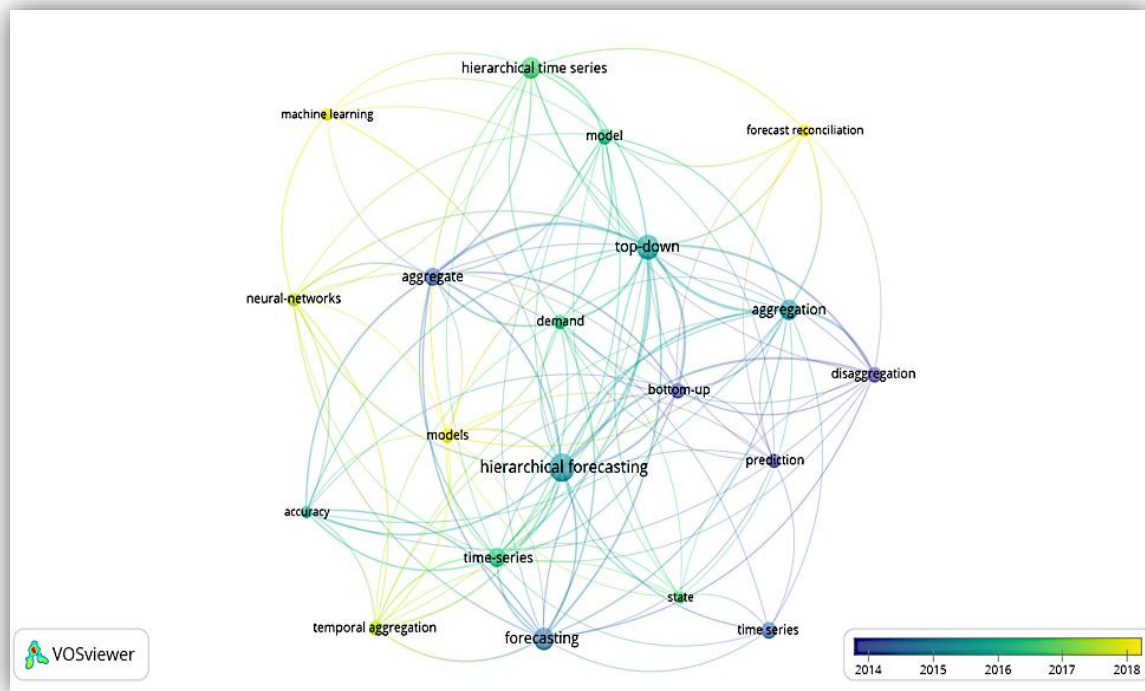 hierarchical time series
machine learning
forecast reconciliation
model
top-down
aggregate
neural-networks
aggregation
demand
disaggregation
bottom-up
models
hierarchical forecasting
prediction
accuracy
time-series
state
temporal aggregation
forecasting
time series
VOSviewer
2014 2015 2016 2017 2018